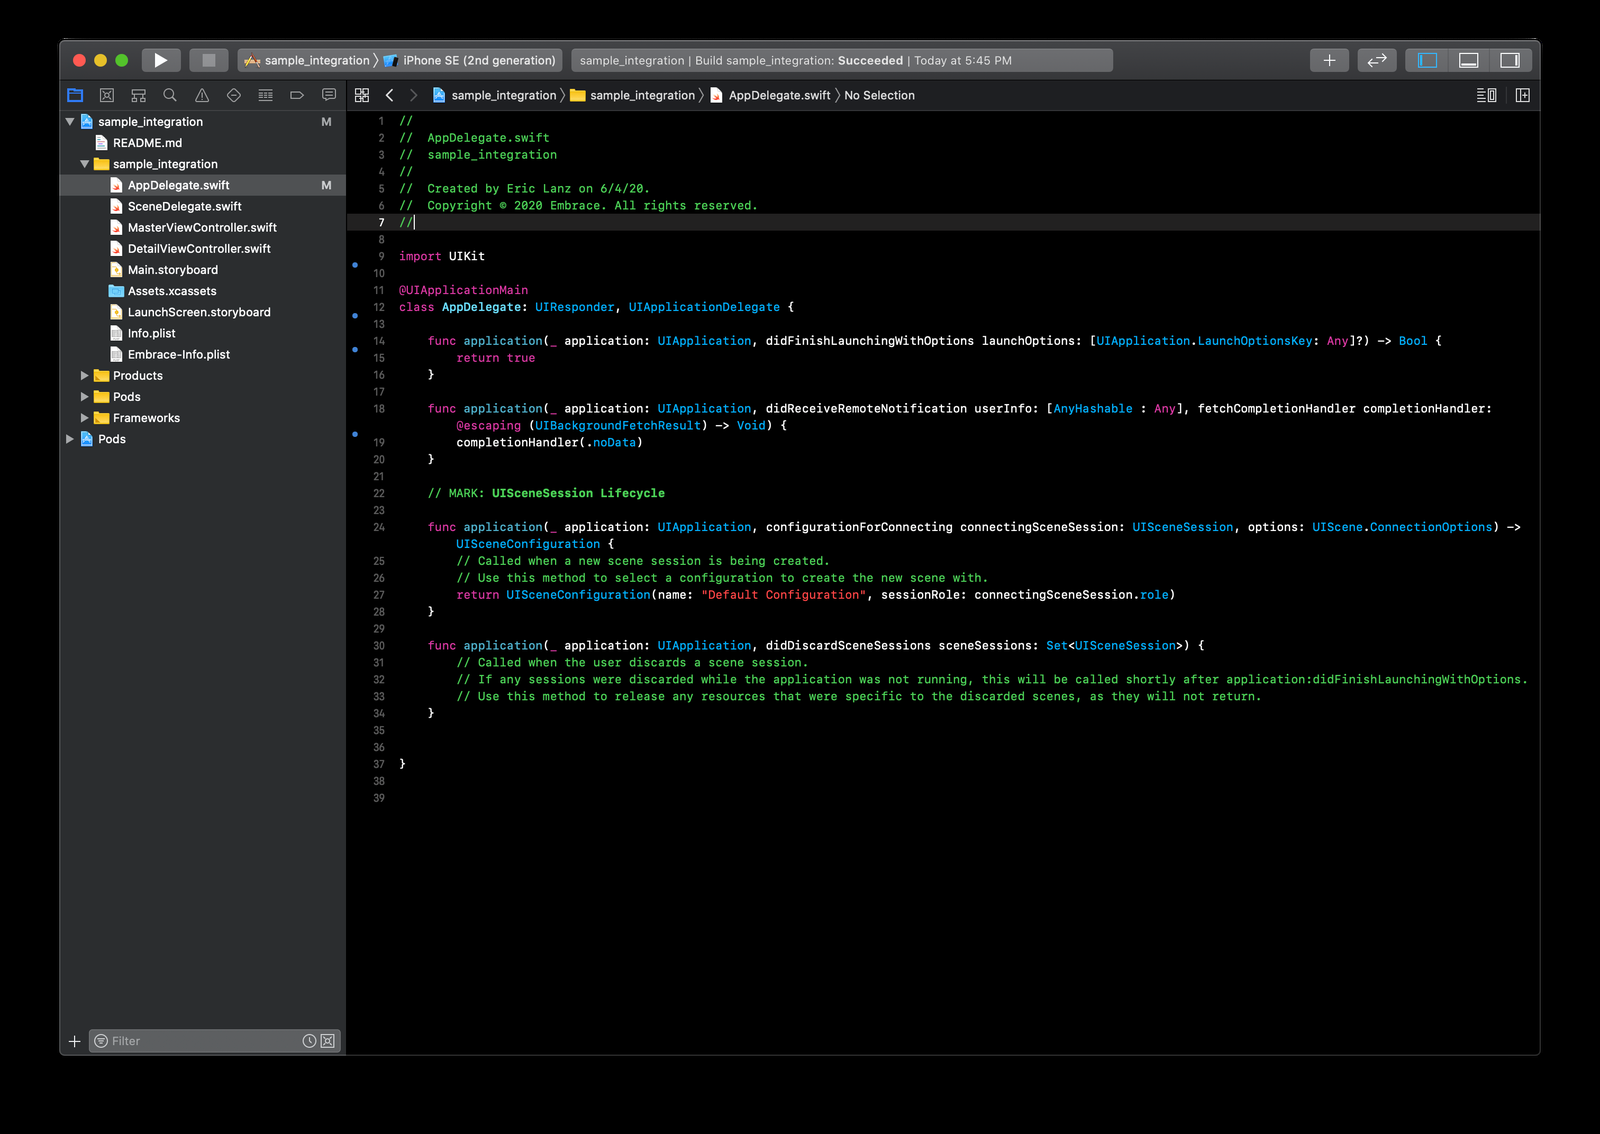 sample_integration 〉 iPhone SE (2nd generation)
sample_integration | Build sample_integration: Succeeded | Today at 5:45 PM
sample_integration 〉 sample_integration 〉 AppDelegate.swift 〉 No Selection
sample_integration M
README.md
sample_integration
AppDelegate.swift M
SceneDelegate.swift
MasterViewController.swift
DetailViewController.swift
Main.storyboard
Assets.xcassets
LaunchScreen.storyboard
Info.plist
Embrace-Info.plist
Products
Pods
Frameworks
Pods
Filter
1 //
2 //  AppDelegate.swift
3 //  sample_integration
4 //
5 //  Created by Eric Lanz on 6/4/20.
6 //  Copyright © 2020 Embrace. All rights reserved.
7 //
8
9 import UIKit
10
11 @UIApplicationMain
12 class AppDelegate: UIResponder, UIApplicationDelegate {
13
14     func application(_ application: UIApplication, didFinishLaunchingWithOptions launchOptions: [UIApplication.LaunchOptionsKey: Any]?) -> Bool {
15         return true
16     }
17
18     func application(_ application: UIApplication, didReceiveRemoteNotification userInfo: [AnyHashable : Any], fetchCompletionHandler completionHandler:
        @escaping (UIBackgroundFetchResult) -> Void) {
19         completionHandler(.noData)
20     }
21
22     // MARK: UISceneSession Lifecycle
23
24     func application(_ application: UIApplication, configurationForConnecting connectingSceneSession: UISceneSession, options: UIScene.ConnectionOptions) ->
        UISceneConfiguration {
25         // Called when a new scene session is being created.
26         // Use this method to select a configuration to create the new scene with.
27         return UISceneConfiguration(name: "Default Configuration", sessionRole: connectingSceneSession.role)
28     }
29
30     func application(_ application: UIApplication, didDiscardSceneSessions sceneSessions: Set<UISceneSession>) {
31         // Called when the user discards a scene session.
32         // If any sessions were discarded while the application was not running, this will be called shortly after application:didFinishLaunchingWithOptions.
33         // Use this method to release any resources that were specific to the discarded scenes, as they will not return.
34     }
35
36
37 }
38
39